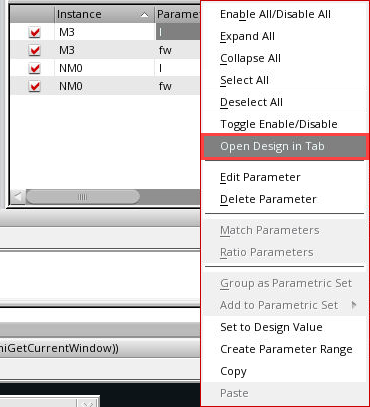 Instance Parame
M3 l
M3 fw
NM0 l
NM0 fw
Enable All/Disable All
Expand All
Collapse All
Select All
Deselect All
Toggle Enable/Disable
Open Design in Tab
Edit Parameter
Delete Parameter
Match Parameters
Ratio Parameters
Group as Parametric Set
Add to Parametric Set
Set to Design Value
Create Parameter Range
Copy
Paste
niGetCurrentWindow())